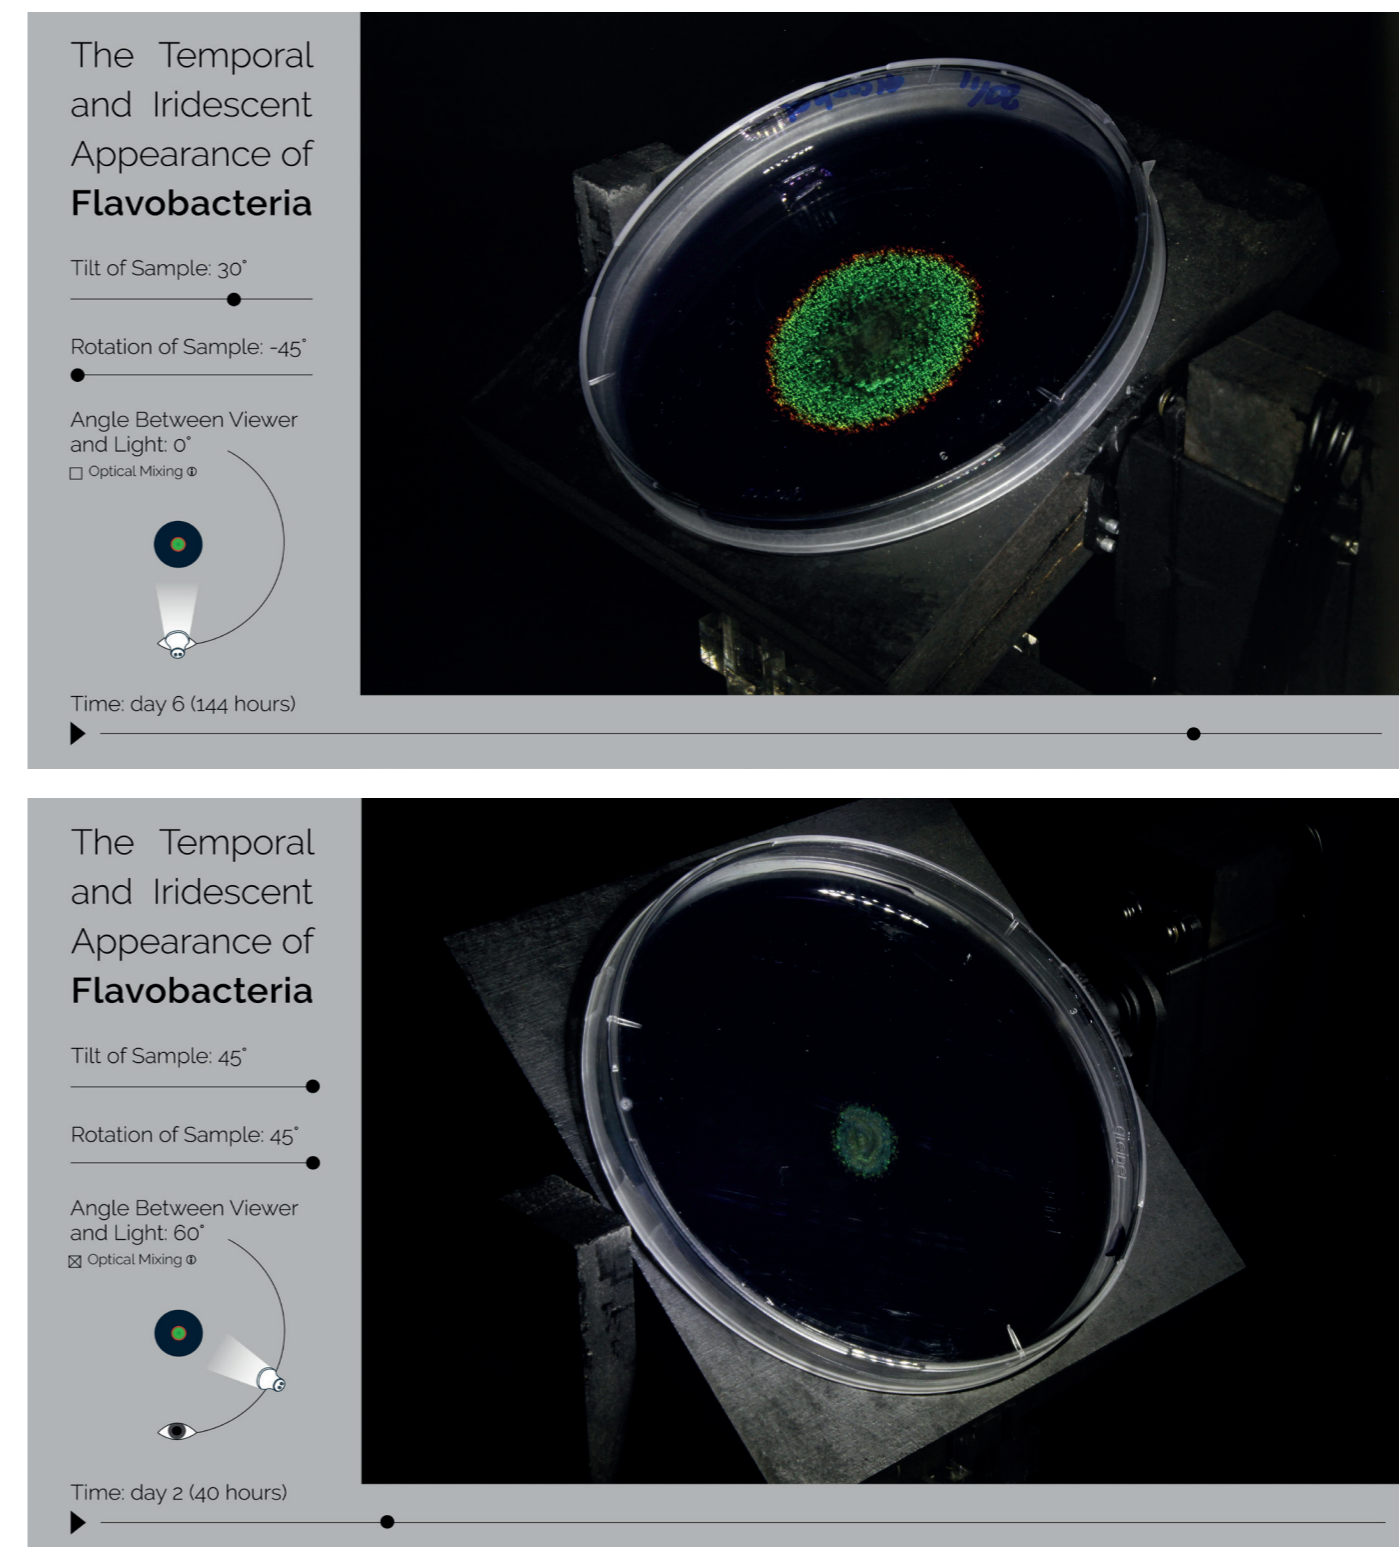 The Temporal
and Iridescent
Appearance of
Flavobacteria
Tilt of Sample: 30°
Rotation of Sample: -45°
Angle Between Viewer
and Light: 0°
Optical Mixing
Time: day 6 (144 hours)
The Temporal
and Iridescent
Appearance of
Flavobacteria
Tilt of Sample: 45°
Rotation of Sample: 45°
Angle Between Viewer
and Light: 60°
Optical Mixing
Time: day 2 (40 hours)